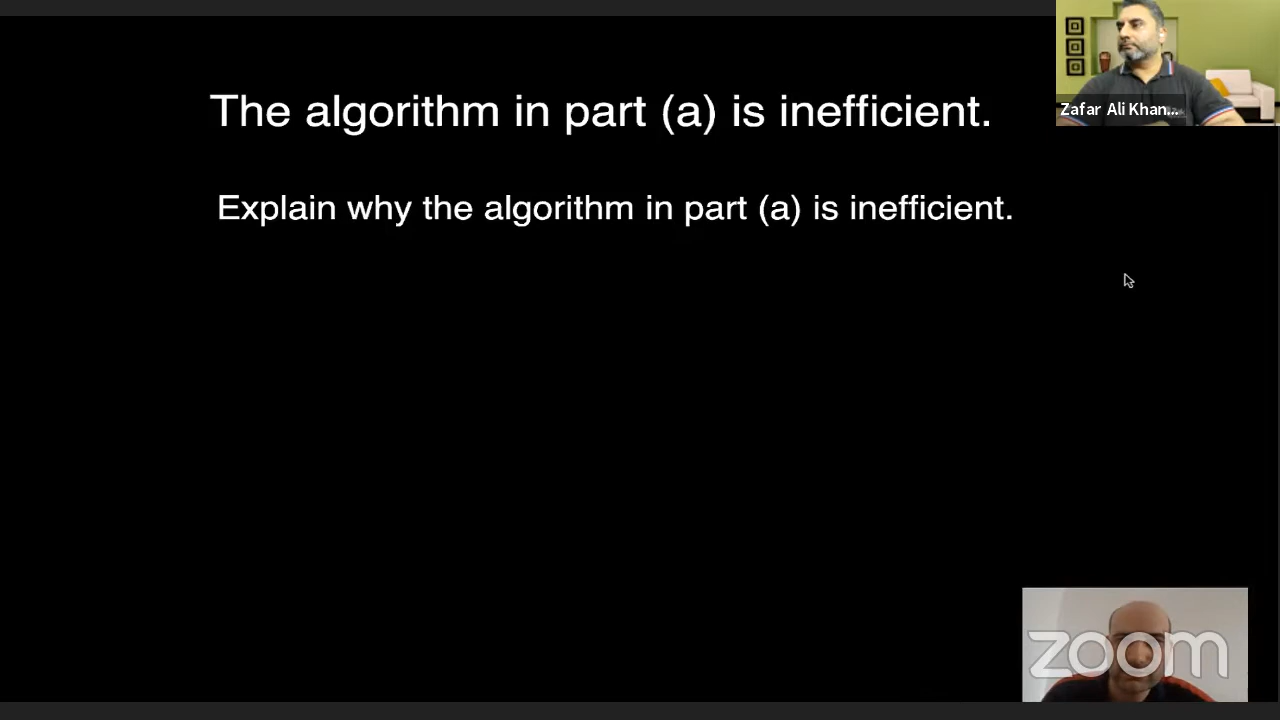 The algorithm in part (a) is inefficient.
Zafar Ali Khan...
Explain why the algorithm in part (a) is inefficient.
zoom